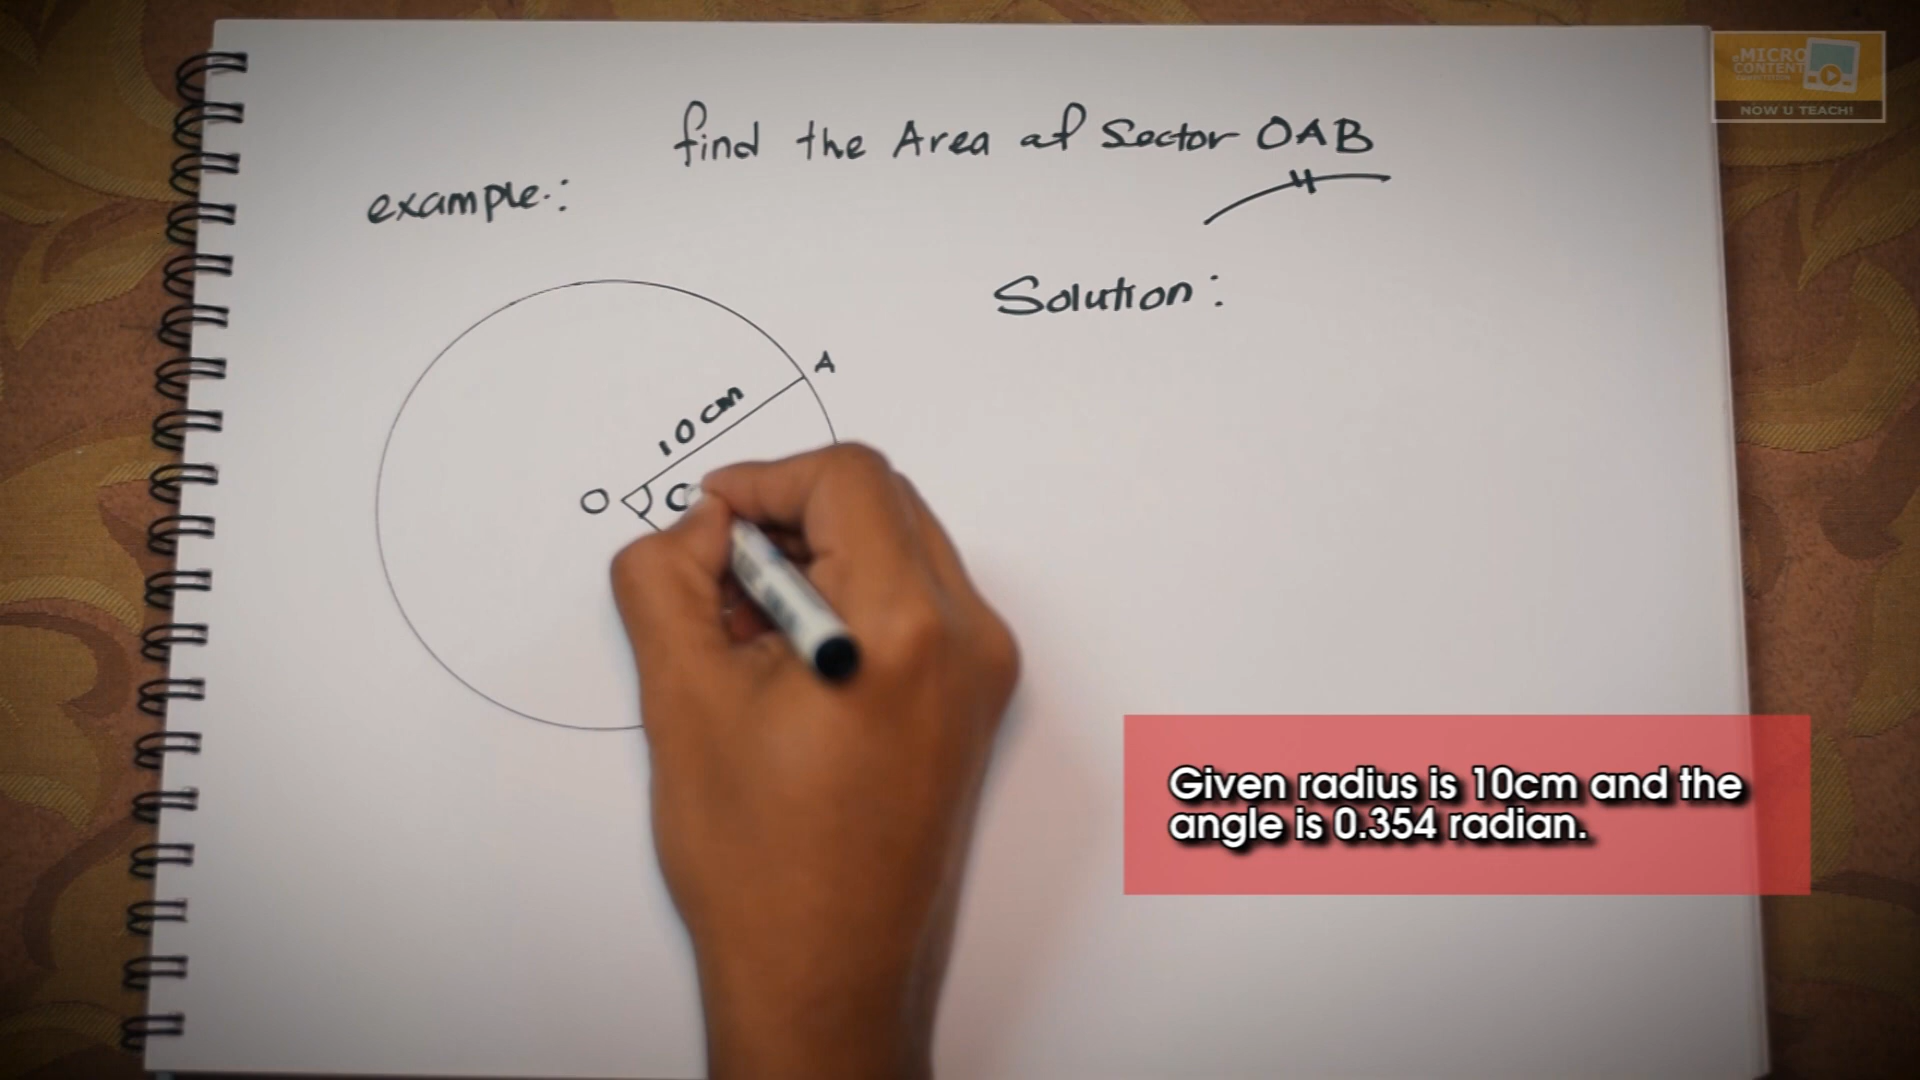 find the Area of Sector OAB
example:
Solution:
A
10cm
O
Given radius is 10cm and the
angle is 0.354 radian.
MICRO
CONTENT
NOW U TEACH!